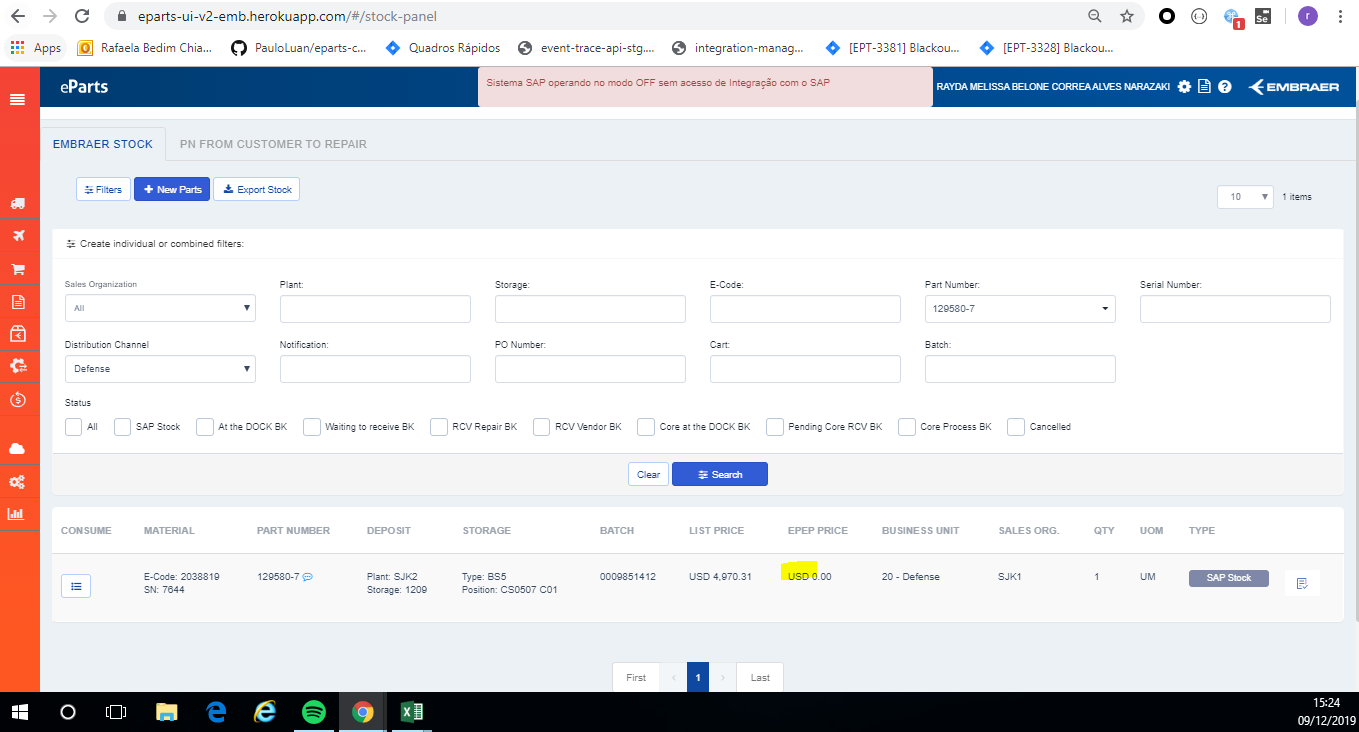 eparts-ui-v2-emb.herokuapp.com/#/stock-panel
1
Se
r
Apps
Rafaela Bedim Chia...
PauloLuan/eparts-c...
Quadros Rápidos
event-trace-api-stg....
integration-manag...
[EPT-3381] Blackou...
[EPT-3328] Blackou...
eParts
Sistema SAP operando no modo OFF sem acesso de Integração com o SAP
RAYDA MELISSA BELONE CORREA ALVES NARAZAKI
EMBRAER
EMBRAER STOCK
PN FROM CUSTOMER TO REPAIR
Filters
New Parts
Export Stock
10
1 items
Create individual or combined filters:
Sales Organization
Plant:
Storage:
E-Code:
Part Number:
Serial Number:
All
129580-7
Distribution Channel
Notification:
PO Number:
Cart:
Batch:
Defense
Status
All
SAP Stock
At the DOCK BK
Waiting to receive BK
RCV Repair BK
RCV Vendor BK
Core at the DOCK BK
Pending Core RCV BK
Core Process BK
Cancelled
Clear
Search
CONSUME MATERIAL PART NUMBER DEPOSIT STORAGE BATCH LIST PRICE EPEP PRICE BUSINESS UNIT SALES ORG. QTY UOM TYPE
E-Code: 2038819 129580-7 Plant: SJK2 Type: BS5 0009851412 USD 4,970.31 USD 0.00 20 - Defense SJK1 1 UM SAP Stock
SN: 7644 Storage: 1209 Position: CS0507 C01
First ‹ 1 › Last
15:24
09/12/2019